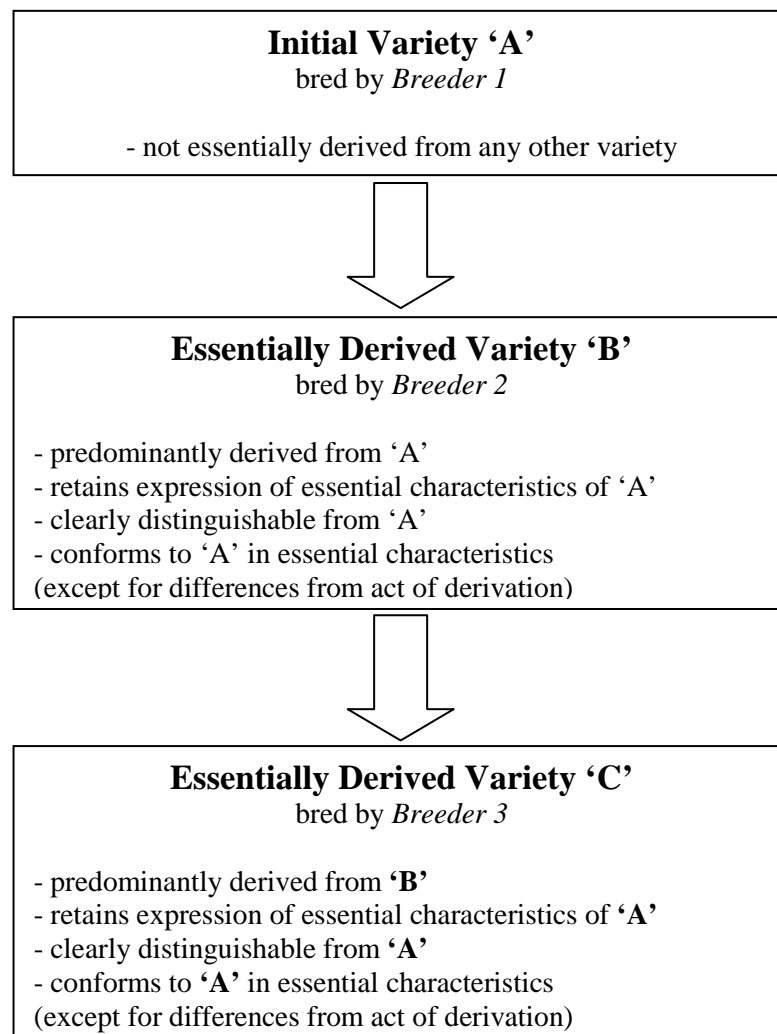 Initial Variety ‘A’
bred by Breeder 1
- not essentially derived from any other variety
Essentially Derived Variety ‘B’
bred by Breeder 2
- predominantly derived from ‘A’
- retains expression of essential characteristics of ‘A’
- clearly distinguishable from ‘A’
- conforms to ‘A’ in essential characteristics
(except for differences from act of derivation)
Essentially Derived Variety ‘C’
bred by Breeder 3
- predominantly derived from ‘B’
- retains expression of essential characteristics of ‘A’
- clearly distinguishable from ‘A’
- conforms to ‘A’ in essential characteristics
(except for differences from act of derivation)